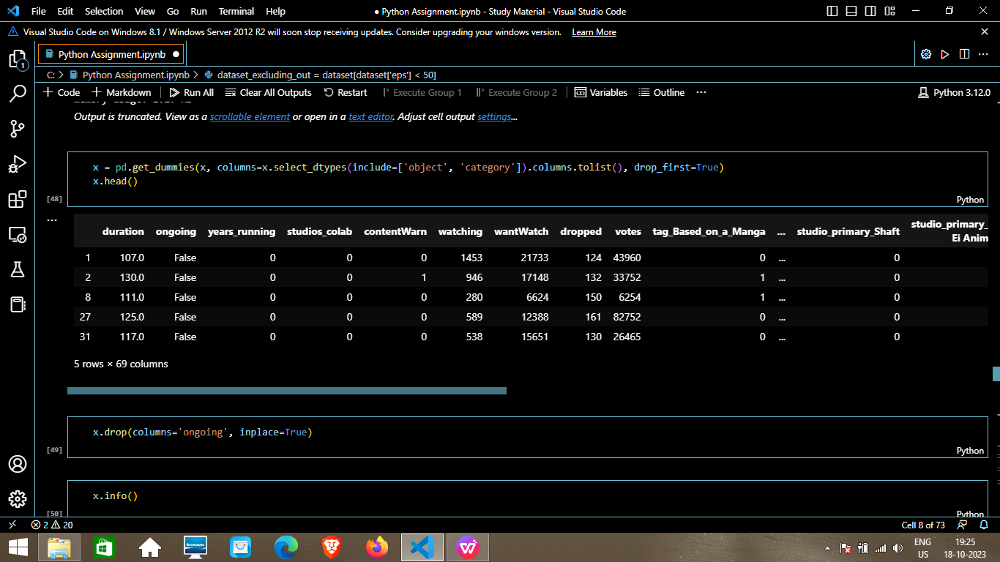 File Edit Selection View Go Run Terminal Help
● Python Assignment.ipynb - Study Material - Visual Studio Code
Visual Studio Code on Windows 8.1 / Windows Server 2012 R2 will soon stop receiving updates. Consider upgrading your windows version. Learn More
1
Python Assignment.ipynb ●
C: > Python Assignment.ipynb > dataset_excluding_out = dataset[dataset['eps'] < 50]
+ Code + Markdown Run All Clear All Outputs Restart Execute Group 1 Execute Group 2 Variables Outline ... Python 3.12.0
Output is truncated. View as a scrollable element or open in a text editor. Adjust cell output settings...
x = pd.get_dummies(x, columns=x.select_dtypes(include=['object', 'category']).columns.tolist(), drop_first=True)
x.head()
[48] Python
...
duration ongoing years_running studios_colab contentWarn watching wantWatch dropped votes tag_Based_on_a_Manga ... studio_primary_Shaft studio_primary_ Ei Anim
1 107.0 False 0 0 0 1453 21733 124 43960 0 ... 0
2 130.0 False 0 0 1 946 17148 132 33752 1 ... 0
8 111.0 False 0 0 0 280 6624 150 6254 1 ... 0
27 125.0 False 0 0 0 589 12388 161 82752 0 ... 0
31 117.0 False 0 0 0 538 15651 130 26465 0 ... 0
5 rows × 69 columns
x.drop(columns='ongoing', inplace=True)
[49] Python
x.info()
[50] Python
2 20 Cell 8 of 73
lenovo
ENG 19:25
US 18-10-2023